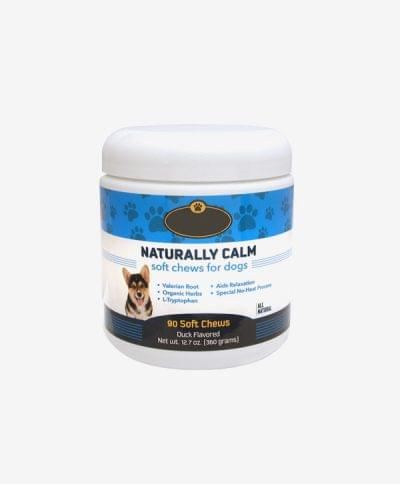 NATURALLY CALM
soft chews for dogs
• Valerian Root
• Organic Herbs
• L-Tryptophan
• Aids Relaxation
• Special No-Heat Process
ALL
NATURAL
90 Soft Chews
Duck Flavored
Net wt. 12.7 oz. (360 grams)